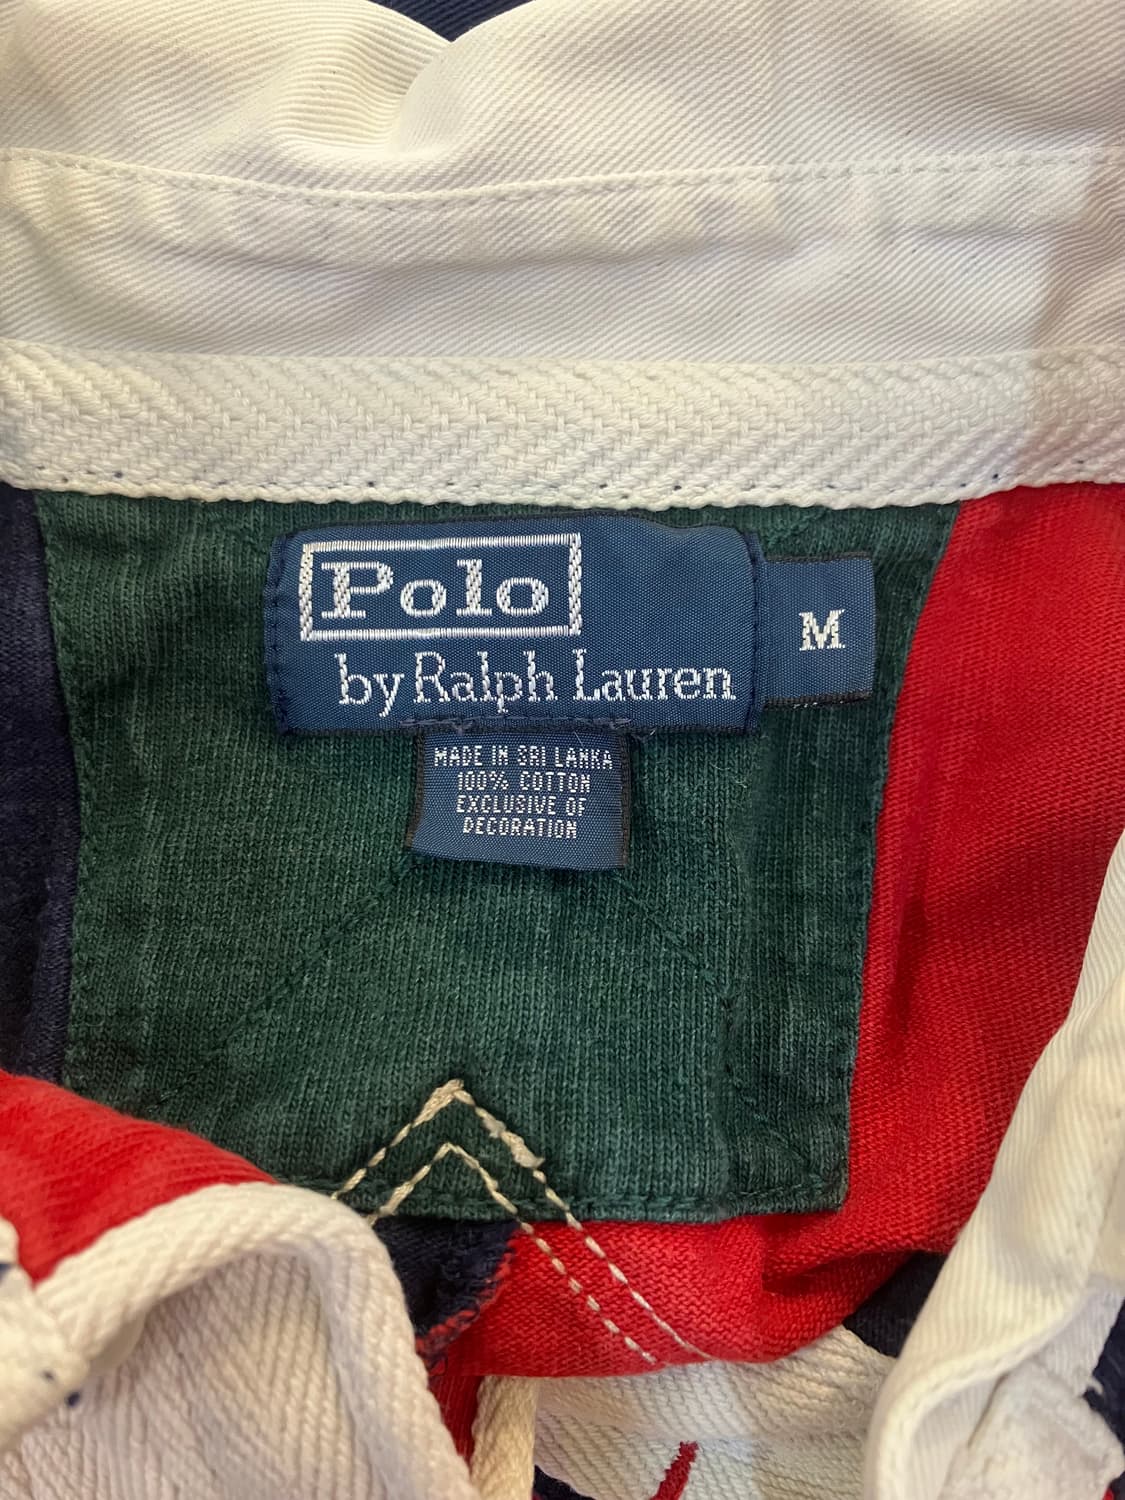 Polo
by Ralph Lauren
M
MADE IN SRI LANKA
100% COTTON
EXCLUSIVE OF
DECORATION